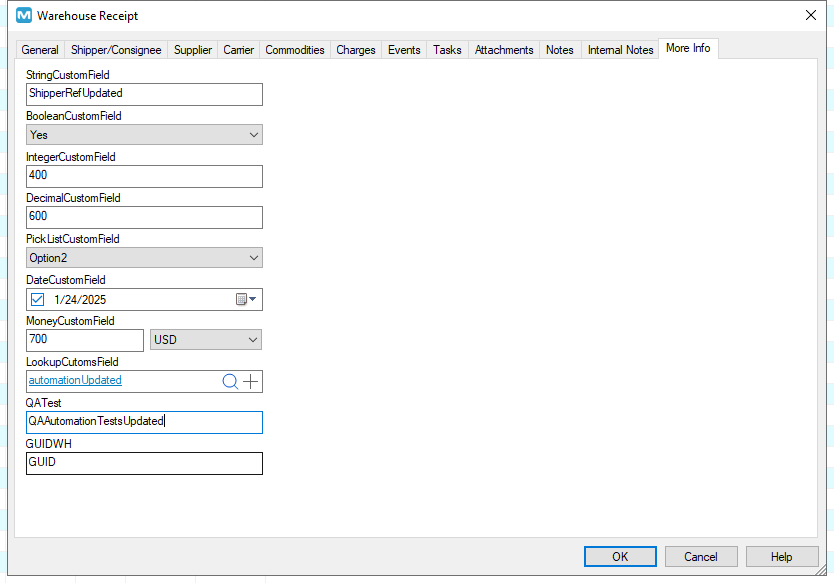 Warehouse Receipt
General Shipper/Consignee Supplier Carrier Commodities Charges Events Tasks Attachments Notes Internal Notes More Info
StringCustomField
ShipperRefUpdated
BooleanCustomField
Yes
IntegerCustomField
400
DecimalCustomField
600
PickListCustomField
Option2
DateCustomField
1/24/2025
MoneyCustomField
700 USD
LookupCutomsField
automationUpdated
QATest
QAAutomationTestsUpdated
GUIDWH
GUID
OK Cancel Help